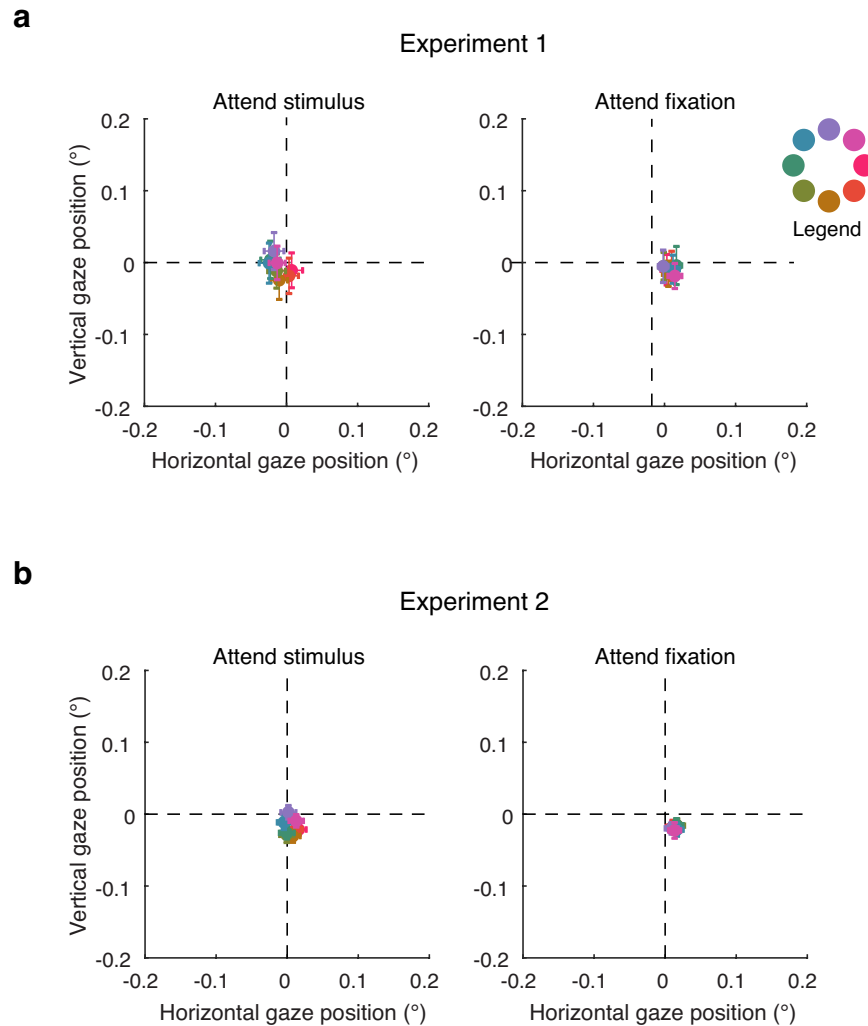 a
Experiment 1
Attend stimulus
Attend fixation
Legend
Vertical gaze position (°)
0.2
0.1
0
-0.1
-0.2
-0.2 -0.1 0 0.1 0.2
Horizontal gaze position (°)
0.2
0.1
0
-0.1
-0.2
-0.2 -0.1 0 0.1 0.2
Horizontal gaze position (°)
b
Experiment 2
Attend stimulus
Attend fixation
Vertical gaze position (°)
0.2
0.1
0
-0.1
-0.2
-0.2 -0.1 0 0.1 0.2
Horizontal gaze position (°)
0.2
0.1
0
-0.1
-0.2
-0.2 -0.1 0 0.1 0.2
Horizontal gaze position (°)